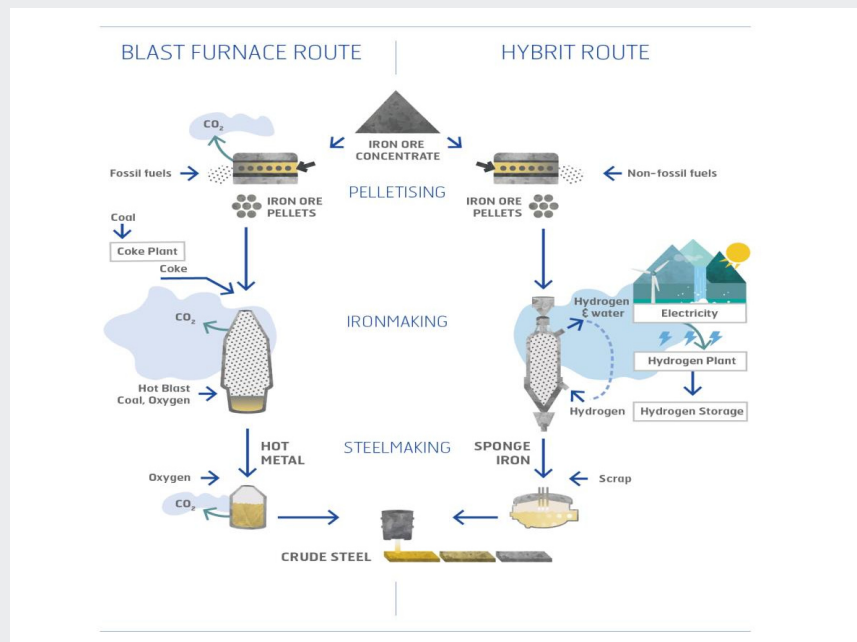 BLAST FURNACE ROUTE
HYBRIT ROUTE
CO2
IRON ORE
CONCENTRATE
Fossil fuels
Non-fossil fuels
PELLETISING
IRON ORE
PELLETS
IRON ORE
PELLETS
Coal
Coke Plant
Coke
CO2
IRONMAKING
Hydrogen
& water
Electricity
Hydrogen Plant
Hot Blast
Coal, Oxygen
Hydrogen
Hydrogen Storage
HOT
METAL
STEELMAKING
SPONGE
IRON
Oxygen
Scrap
CO2
CRUDE STEEL